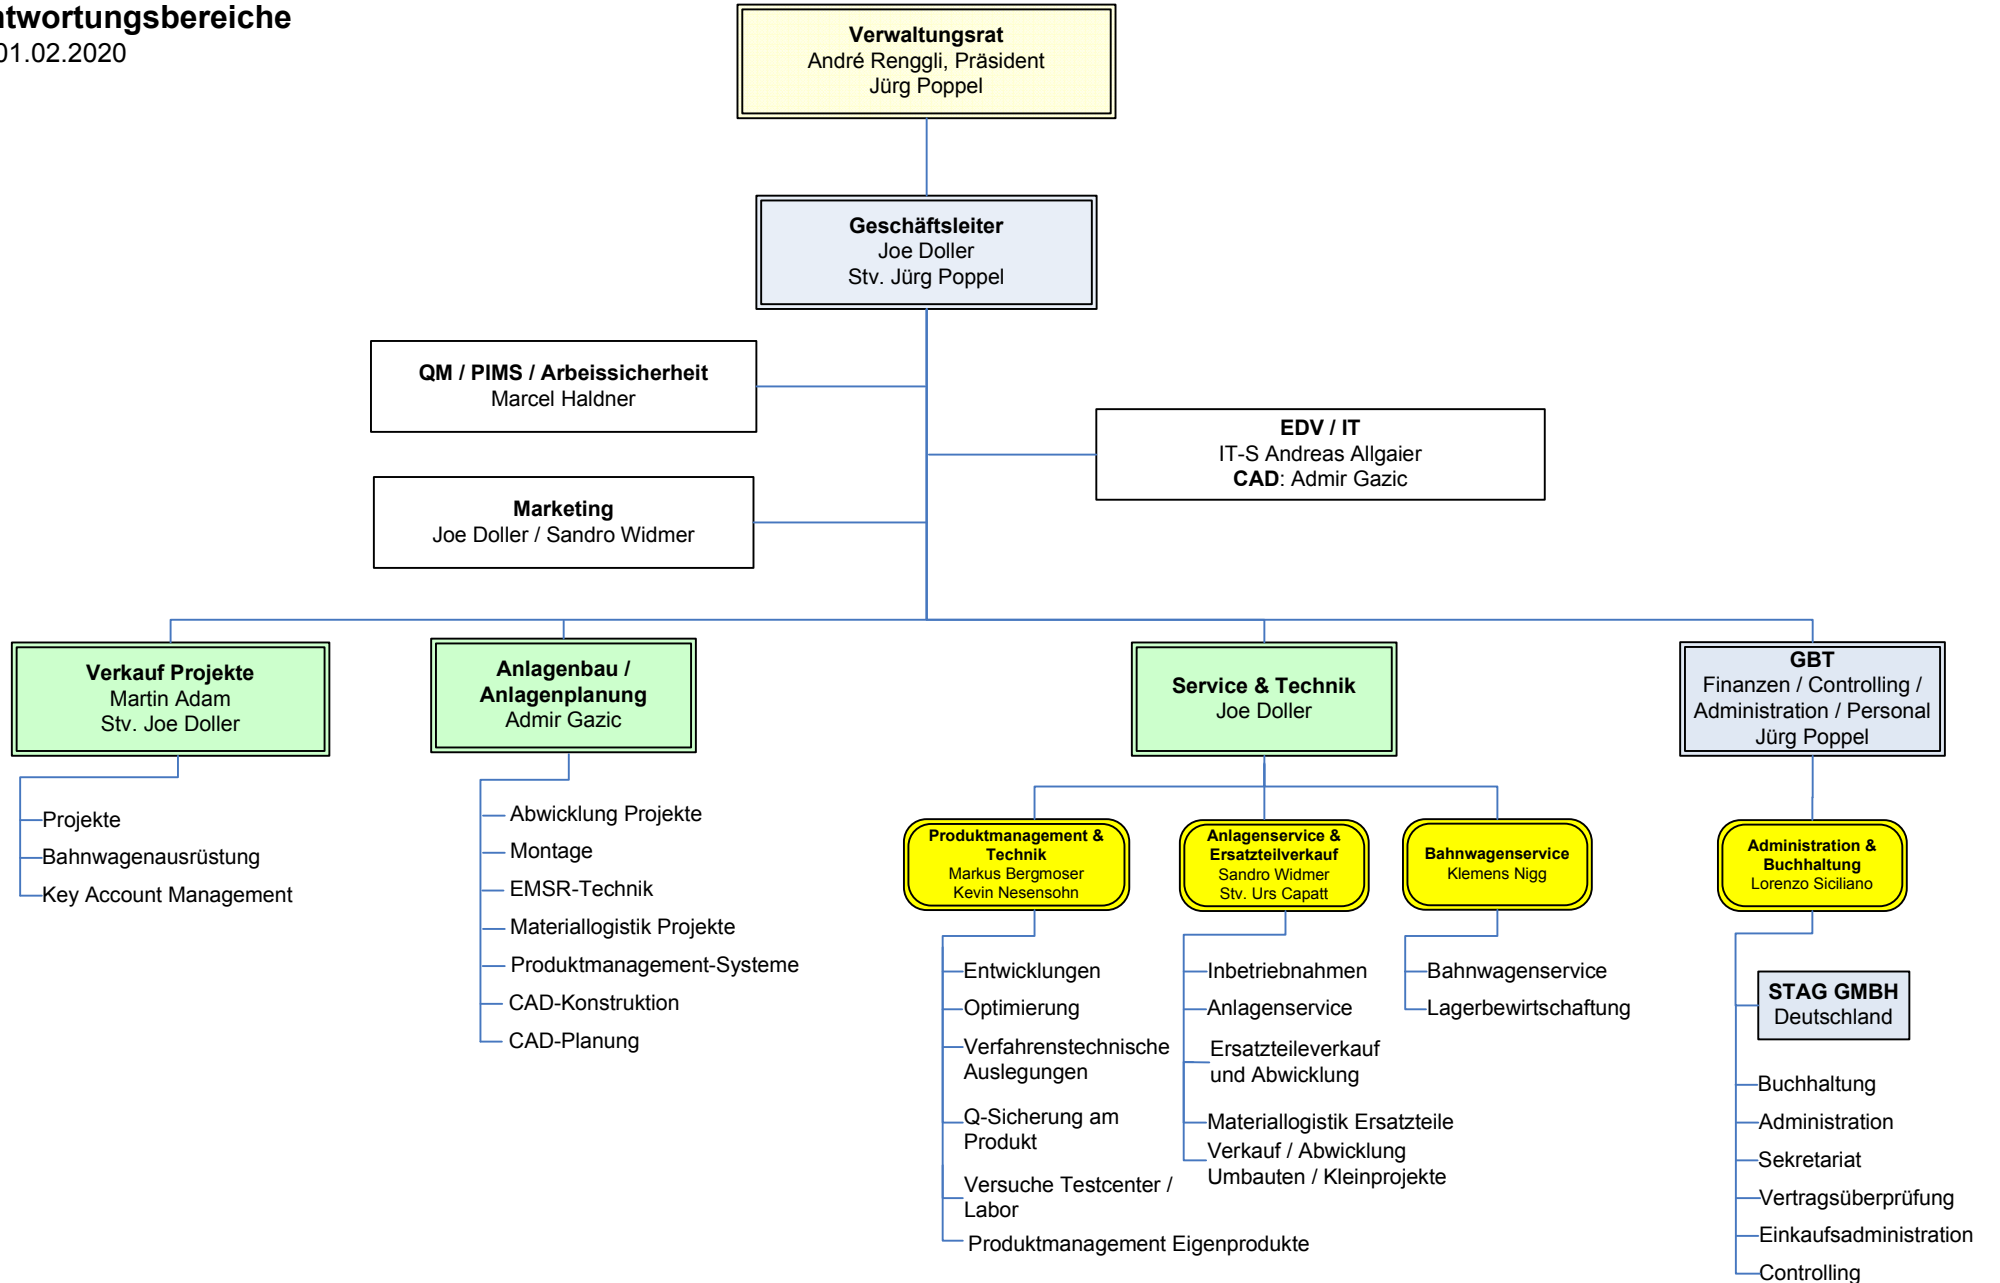 ntwortungsbereiche
01.02.2020
Verwaltungsrat
André Renggli, Präsident
Jürg Poppel
Geschäftsleiter
Joe Doller
Stv. Jürg Poppel
QM / PIMS / Arbeissicherheit
Marcel Haldner
EDV / IT
IT-S Andreas Allgaier
CAD: Admir Gazic
Marketing
Joe Doller / Sandro Widmer
Verkauf Projekte
Martin Adam
Stv. Joe Doller
Projekte
Bahnwagenausrüstung
Key Account Management
Anlagenbau /
Anlagenplanung
Admir Gazic
Abwicklung Projekte
Montage
EMSR-Technik
Materiallogistik Projekte
Produktmanagement-Systeme
CAD-Konstruktion
CAD-Planung
Service & Technik
Joe Doller
Produktmanagement &
Technik
Markus Bergmoser
Kevin Nesensohn
Entwicklungen
Optimierung
Verfahrenstechnische
Auslegungen
Q-Sicherung am
Produkt
Versuche Testcenter /
Labor
Produktmanagement Eigenprodukte
Anlagenservice &
Ersatzteilverkauf
Sandro Widmer
Stv. Urs Capatt
Inbetriebnahmen
Anlagenservice
Ersatzteileverkauf
und Abwicklung
Materiallogistik Ersatzteile
Verkauf / Abwicklung
Umbauten / Kleinprojekte
Bahnwagenservice
Klemens Nigg
Bahnwagenservice
Lagerbewirtschaftung
GBT
Finanzen / Controlling /
Administration / Personal
Jürg Poppel
Administration &
Buchhaltung
Lorenzo Siciliano
STAG GMBH
Deutschland
Buchhaltung
Administration
Sekretariat
Vertragsüberprüfung
Einkaufsadministration
Controlling